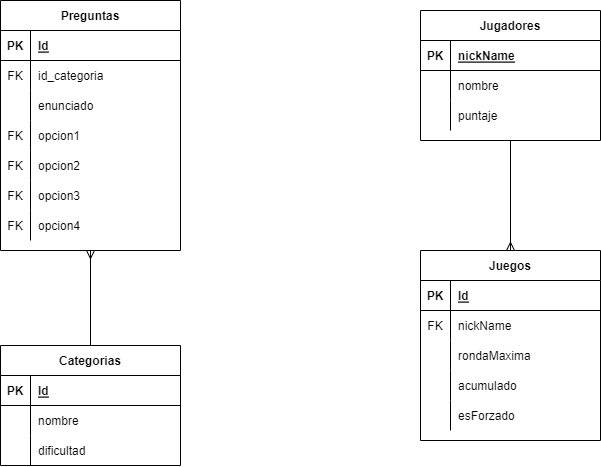 Preguntas
PK Id
FK id_categoria
enunciado
FK opcion1
FK opcion2
FK opcion3
FK opcion4
Categorias
PK Id
nombre
dificultad
Jugadores
PK nickName
nombre
puntaje
Juegos
PK Id
FK nickName
rondaMaxima
acumulado
esForzado